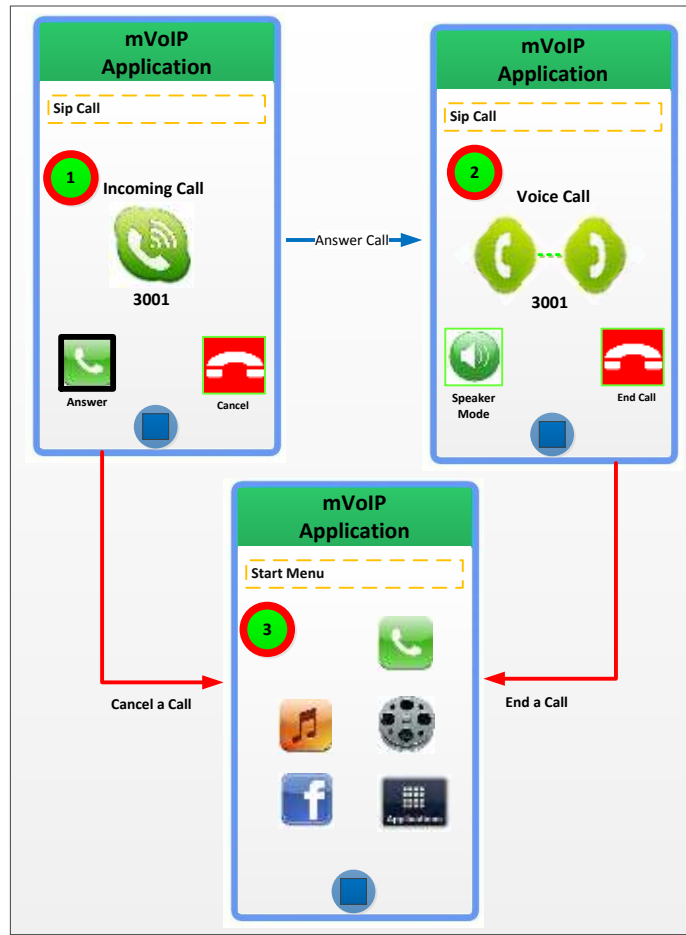 mVoIP
Application
Sip Call
1
Incoming Call
3001
Answer
Cancel
Answer Call
mVoIP
Application
Sip Call
2
Voice Call
3001
Speaker
Mode
End Call
Cancel a Call
End a Call
mVoIP
Application
Start Menu
3
f
Applications